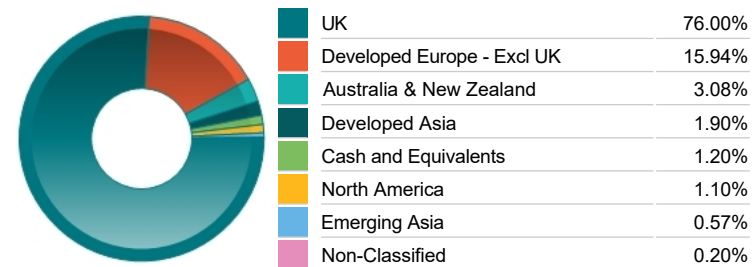 UK 76.00%
Developed Europe - Excl UK 15.94%
Australia & New Zealand 3.08%
Developed Asia 1.90%
Cash and Equivalents 1.20%
North America 1.10%
Emerging Asia 0.57%
Non-Classified 0.20%